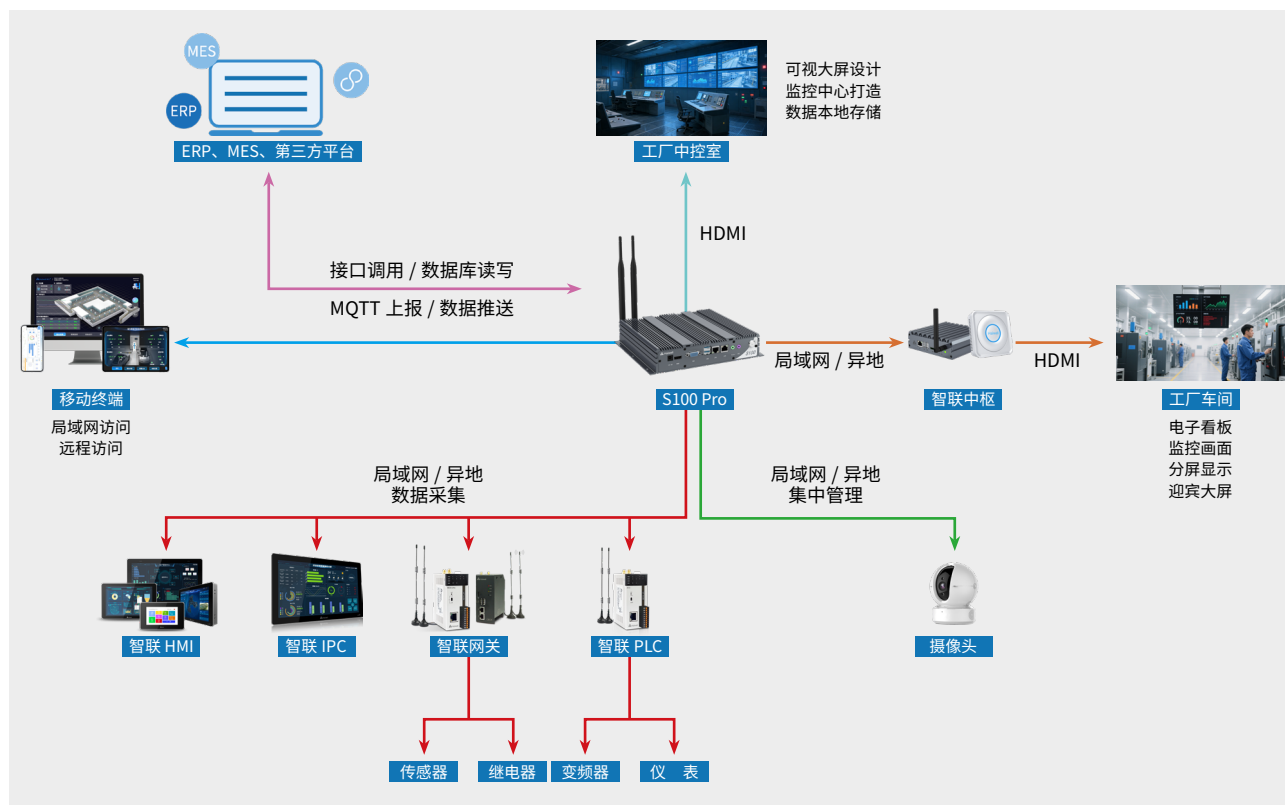 MES
ERP
ERP、MES、第三方平台
可视大屏设计
监控中心打造
数据本地存储
工厂中控室
HDMI
接口调用 / 数据库读写
MQTT 上报 / 数据推送
局域网 / 异地
HDMI
移动终端
局域网访问
远程访问
S100 Pro
智联中枢
工厂车间
电子看板
监控画面
分屏显示
迎宾大屏
局域网 / 异地
数据采集
局域网 / 异地
集中管理
智联 HMI
智联 IPC
智联网关
智联 PLC
摄像头
传感器
继电器
变频器
仪 表